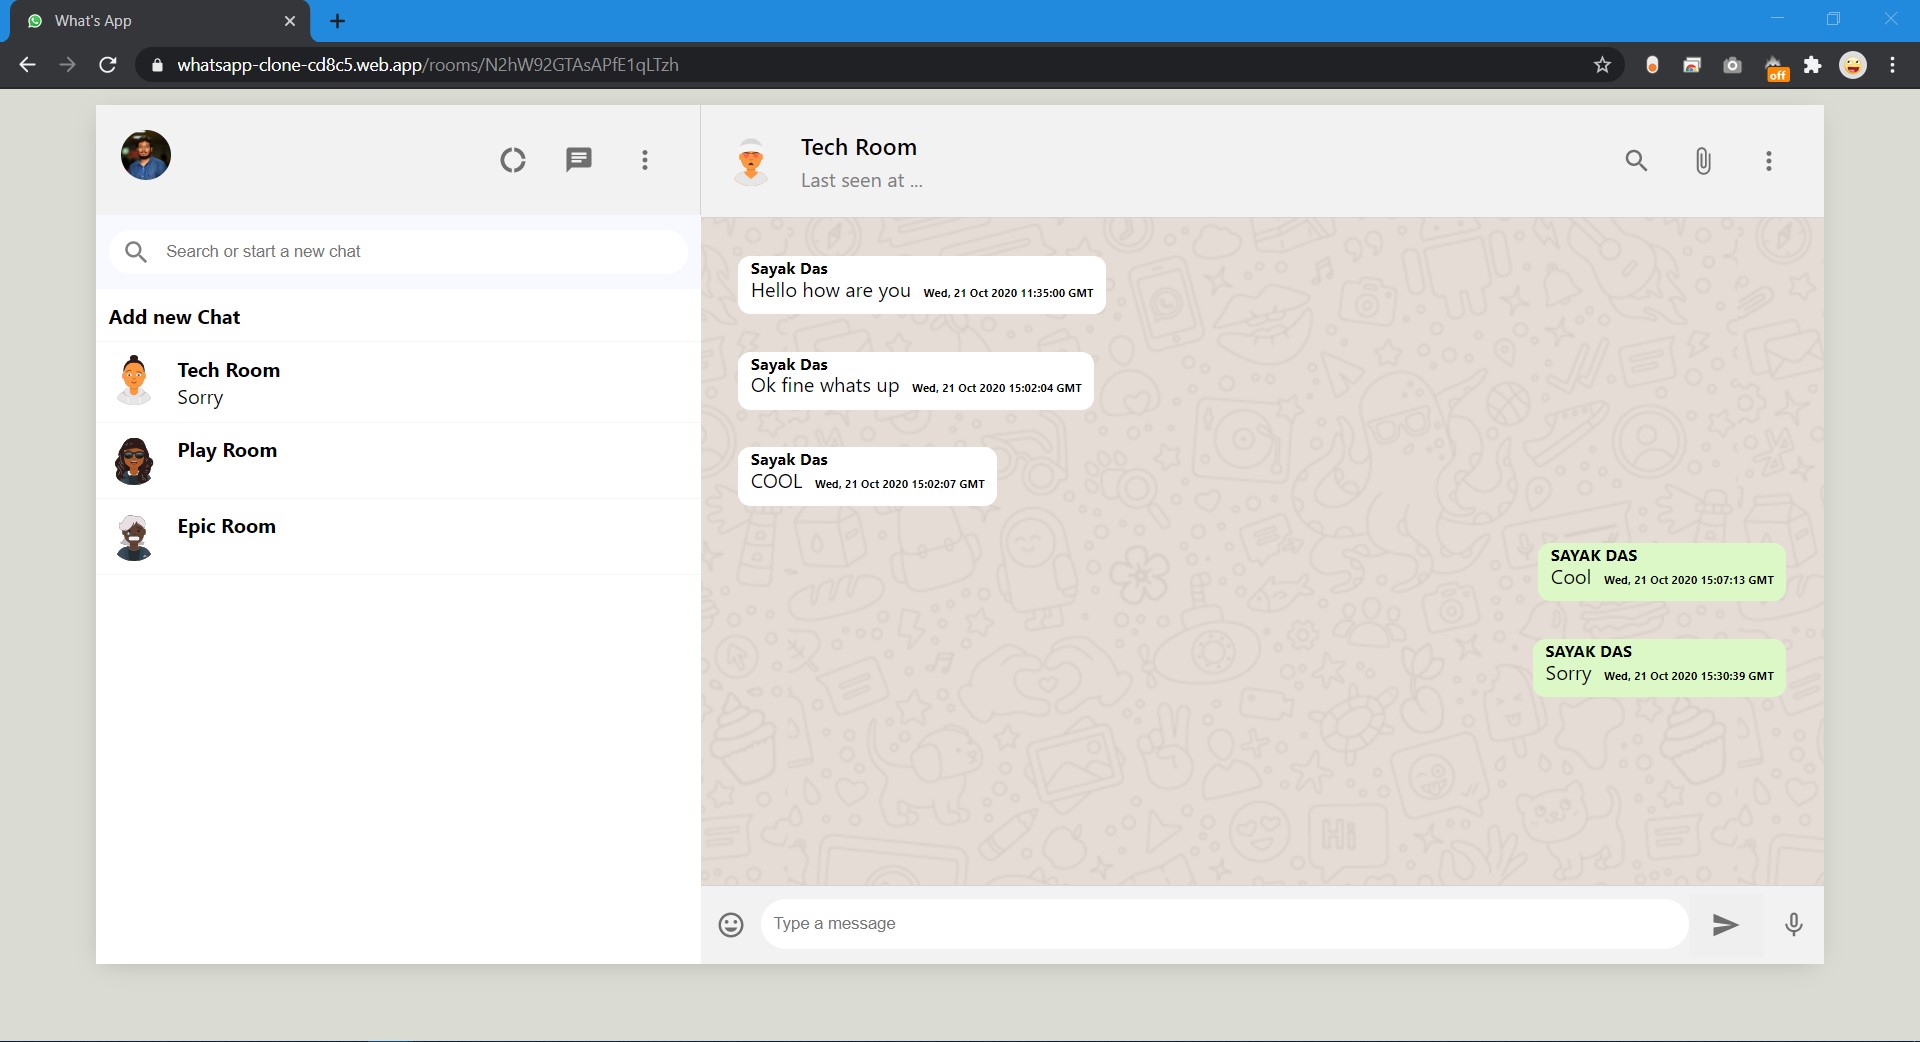 What's App
whatsapp-clone-cd8c5.web.app/rooms/N2hW92GTAsAPfE1qLTzh
off
Tech Room
Last seen at ...
Search or start a new chat
Add new Chat
Tech Room
Sorry
Play Room
Epic Room
Sayak Das
Hello how are you Wed, 21 Oct 2020 11:35:00 GMT
Sayak Das
Ok fine whats up Wed, 21 Oct 2020 15:02:04 GMT
Sayak Das
COOL Wed, 21 Oct 2020 15:02:07 GMT
SAYAK DAS
Cool Wed, 21 Oct 2020 15:07:13 GMT
SAYAK DAS
Sorry Wed, 21 Oct 2020 15:30:39 GMT
Hi
Type a message